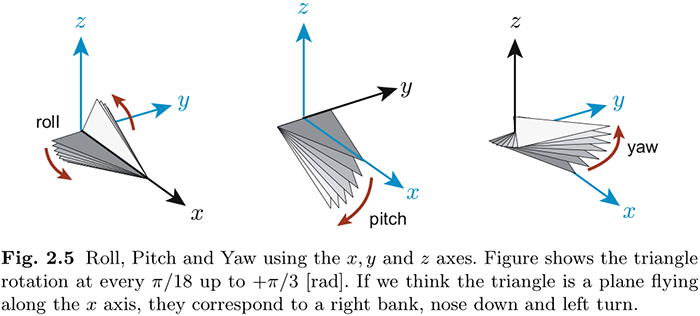 z
y
x
roll
z
y
x
pitch
z
y
x
yaw
Fig. 2.5 Roll, Pitch and Yaw using the x, y and z axes. Figure shows the triangle
rotation at every π/18 up to +π/3 [rad]. If we think the triangle is a plane flying
along the x axis, they correspond to a right bank, nose down and left turn.